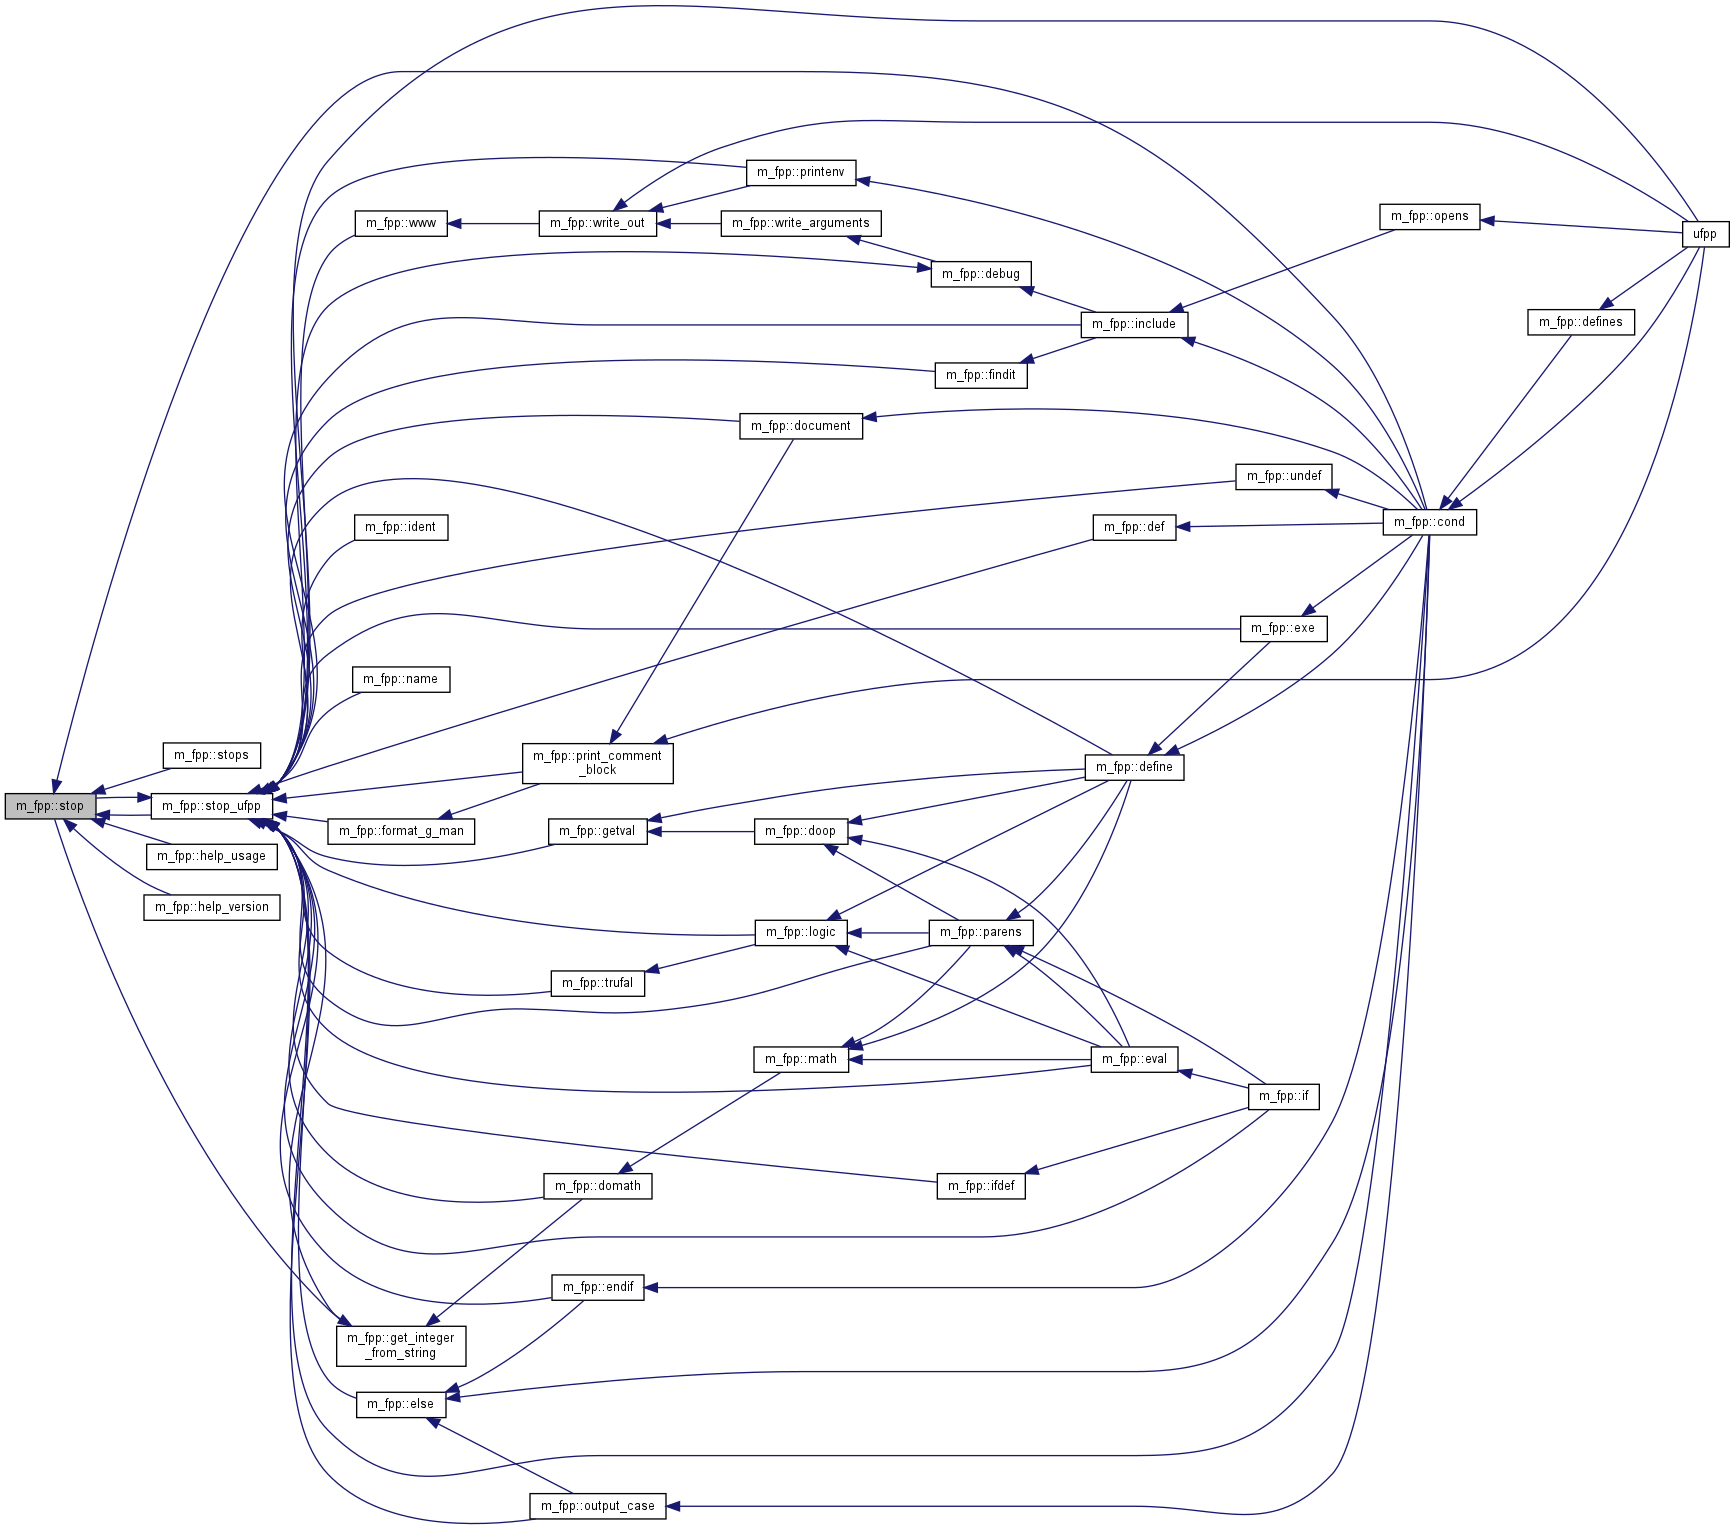 m_fpp::printenv
m_fpp::www
m_fpp::write_out
m_fpp::write_arguments
m_fpp::opens
ufpp
m_fpp::debug
m_fpp::include
m_fpp::defines
m_fpp::findit
m_fpp::document
m_fpp::undef
m_fpp::ident
m_fpp::def
m_fpp::cond
m_fpp::exe
m_fpp::name
m_fpp::stops
m_fpp::print_comment
_block
m_fpp::define
m_fpp::stop
m_fpp::stop_ufpp
m_fpp::format_g_man
m_fpp::getval
m_fpp::doop
m_fpp::help_usage
m_fpp::help_version
m_fpp::logic
m_fpp::parens
m_fpp::trufal
m_fpp::math
m_fpp::eval
m_fpp::if
m_fpp::domath
m_fpp::ifdef
m_fpp::endif
m_fpp::get_integer
_from_string
m_fpp::else
m_fpp::output_case